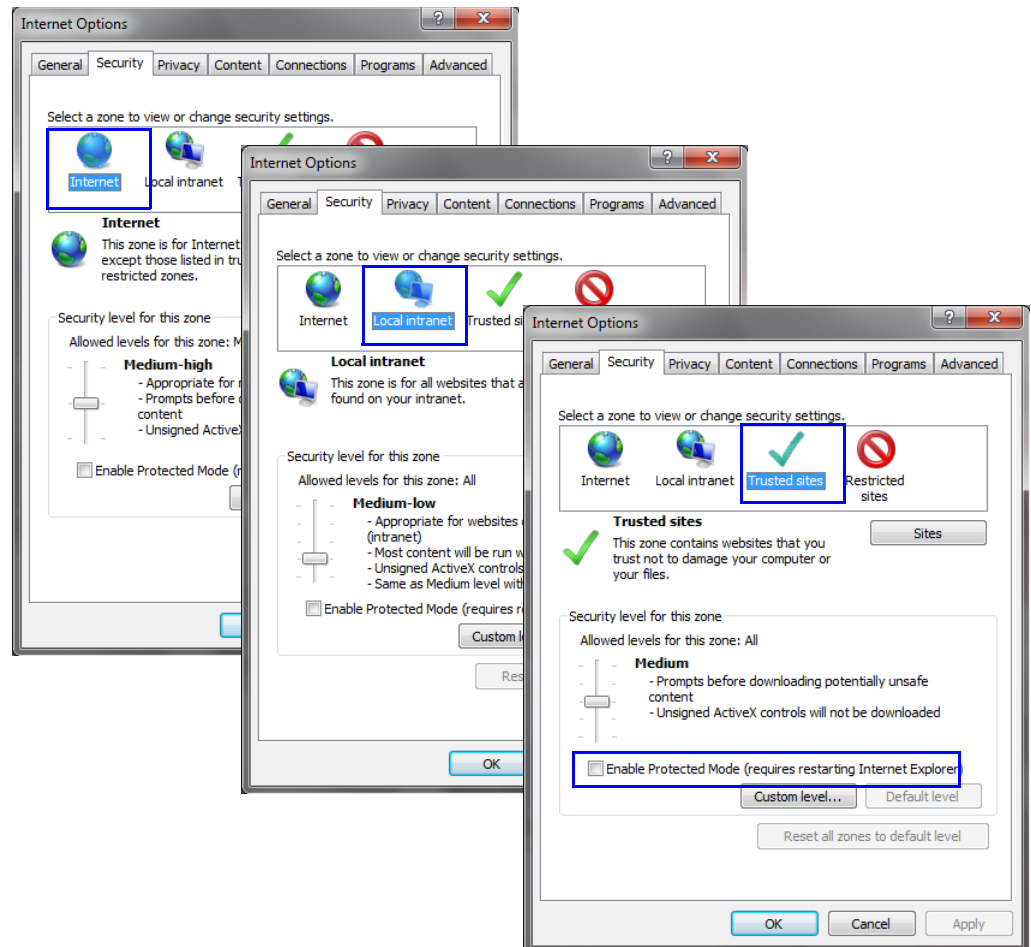 Internet Options
General Security Privacy Content Connections Programs Advanced
Select a zone to view or change security settings.
Internet Local intranet
Internet
This zone is for Internet
except those listed in
restricted zones.
Security level for this zone
Allowed levels for this zone:
Medium-high
- Appropriate for
- Prompts before
content
- Unsigned ActiveX
Enable Protected Mode
Internet Options
General Security Privacy Content Connections Programs Advanced
Select a zone to view or change security settings.
Internet Local intranet Trusted
Local intranet
This zone is for all websites that
found on your intranet.
Security level for this zone
Allowed levels for this zone: All
Medium-low
- Appropriate for websites
(intranet)
- Most content will be run
- Unsigned ActiveX controls
- Same as Medium level
Enable Protected Mode (requires
Custom
OK
Internet Options
General Security Privacy Content Connections Programs Advanced
Select a zone to view or change security settings.
Internet Local intranet Trusted sites Restricted
sites
Trusted sites
This zone contains websites that you
trust not to damage your computer or
your files.
Sites
Security level for this zone
Allowed levels for this zone: All
Medium
- Prompts before downloading potentially unsafe
content
- Unsigned ActiveX controls will not be downloaded
Enable Protected Mode (requires restarting Internet Explorer)
Custom level... Default level
Reset all zones to default level
OK Cancel Apply